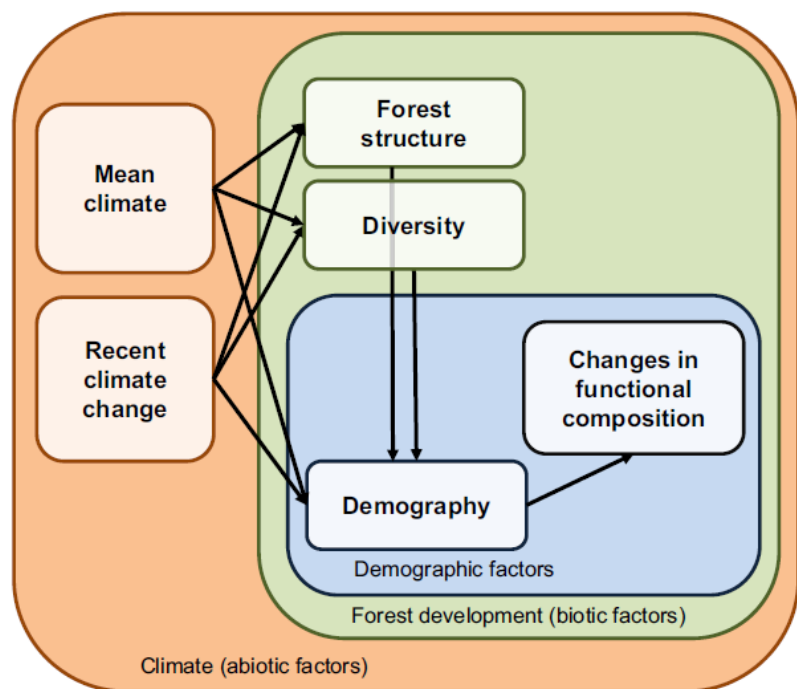 Forest
structure
Mean
climate
Diversity
Recent
climate
change
Changes in
functional
composition
Demography
Demographic factors
Forest development (biotic factors)
Climate (abiotic factors)